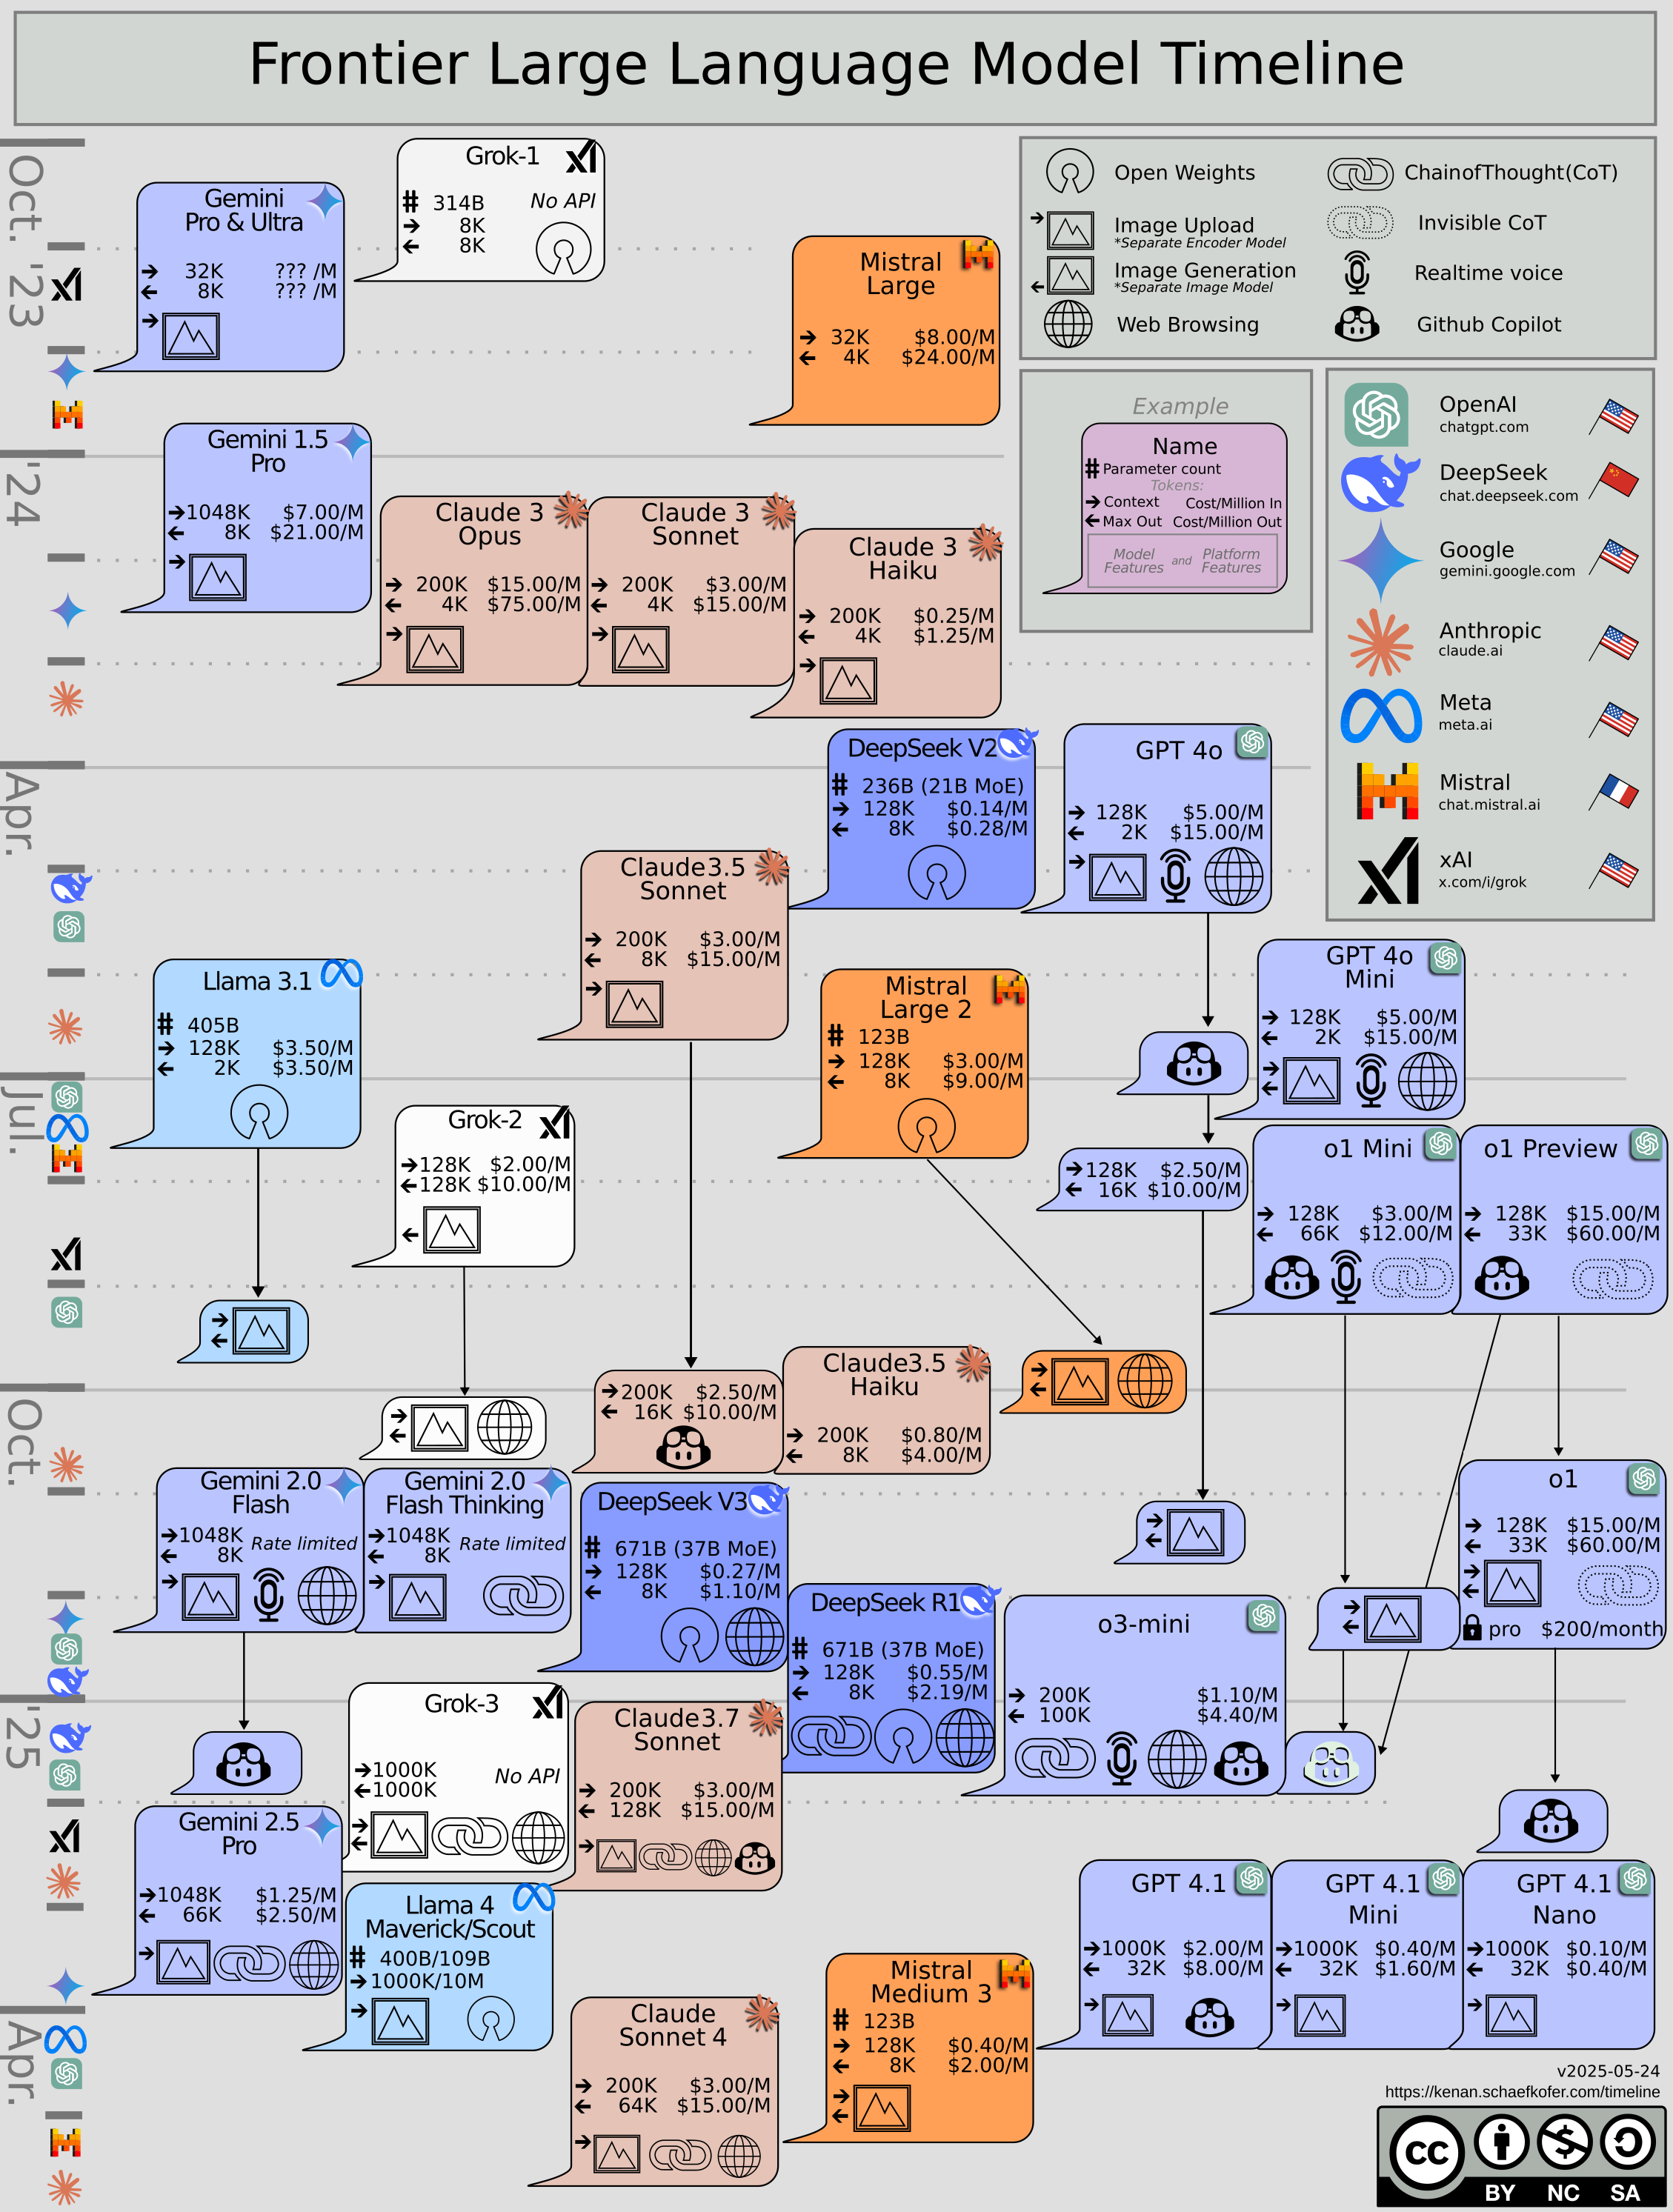 Frontier Large Language Model Timeline
Oct. '23
'24
Apr.
Jul.
Oct.
'25
Apr.
Open Weights
ChainofThought(CoT)
Image Upload
*Separate Encoder Model
Invisible CoT
Image Generation
*Separate Image Model
Realtime voice
Web Browsing
Github Copilot
Example
Name
# Parameter count
Tokens:
→ Context Cost/Million In
← Max Out Cost/Million Out
Model Features and Platform Features
OpenAI
chatgpt.com
DeepSeek
chat.deepseek.com
Google
gemini.google.com
Anthropic
claude.ai
Meta
meta.ai
Mistral
chat.mistral.ai
xAI
x.com/i/grok
Gemini
Pro & Ultra
→ 32K ??? /M
← 8K ??? /M
Grok-1
# 314B No API
→ 8K
← 8K
Mistral
Large
→ 32K $8.00/M
← 4K $24.00/M
Gemini 1.5
Pro
→1048K $7.00/M
← 8K $21.00/M
Claude 3
Opus
→ 200K $15.00/M
← 4K $75.00/M
Claude 3
Sonnet
→ 200K $3.00/M
← 4K $15.00/M
Claude 3
Haiku
→ 200K $0.25/M
← 4K $1.25/M
DeepSeek V2
# 236B (21B MoE)
→ 128K $0.14/M
← 8K $0.28/M
GPT 4o
→ 128K $5.00/M
← 2K $15.00/M
Claude3.5
Sonnet
→ 200K $3.00/M
← 8K $15.00/M
Llama 3.1
# 405B
→ 128K $3.50/M
← 2K $3.50/M
Mistral
Large 2
# 123B
→ 128K $3.00/M
← 8K $9.00/M
GPT 4o
Mini
→ 128K $5.00/M
← 2K $15.00/M
Grok-2
→128K $2.00/M
←128K $10.00/M
→128K $2.50/M
← 16K $10.00/M
o1 Mini
→ 128K $3.00/M
← 66K $12.00/M
o1 Preview
→ 128K $15.00/M
← 33K $60.00/M
→200K $2.50/M
← 16K $10.00/M
Claude3.5
Haiku
→ 200K $0.80/M
← 8K $4.00/M
Gemini 2.0
Flash
→1048K Rate limited
← 8K
Gemini 2.0
Flash Thinking
→1048K Rate limited
← 8K
DeepSeek V3
# 671B (37B MoE)
→ 128K $0.27/M
← 8K $1.10/M
o1
→ 128K $15.00/M
← 33K $60.00/M
pro $200/month
DeepSeek R1
# 671B (37B MoE)
→ 128K $0.55/M
← 8K $2.19/M
o3-mini
→ 200K $1.10/M
← 100K $4.40/M
Grok-3
→1000K No API
←1000K
Claude3.7
Sonnet
→ 200K $3.00/M
← 128K $15.00/M
Gemini 2.5
Pro
→1048K $1.25/M
← 66K $2.50/M
Llama 4
Maverick/Scout
# 400B/109B
→1000K/10M
GPT 4.1
→1000K $2.00/M
← 32K $8.00/M
GPT 4.1
Mini
→1000K $0.40/M
← 32K $1.60/M
GPT 4.1
Nano
→1000K $0.10/M
← 32K $0.40/M
Mistral
Medium 3
# 123B
→ 128K $0.40/M
← 8K $2.00/M
Claude
Sonnet 4
→ 200K $3.00/M
← 64K $15.00/M
v2025-05-24
https://kenan.schaefkofer.com/timeline
cc
BY NC SA